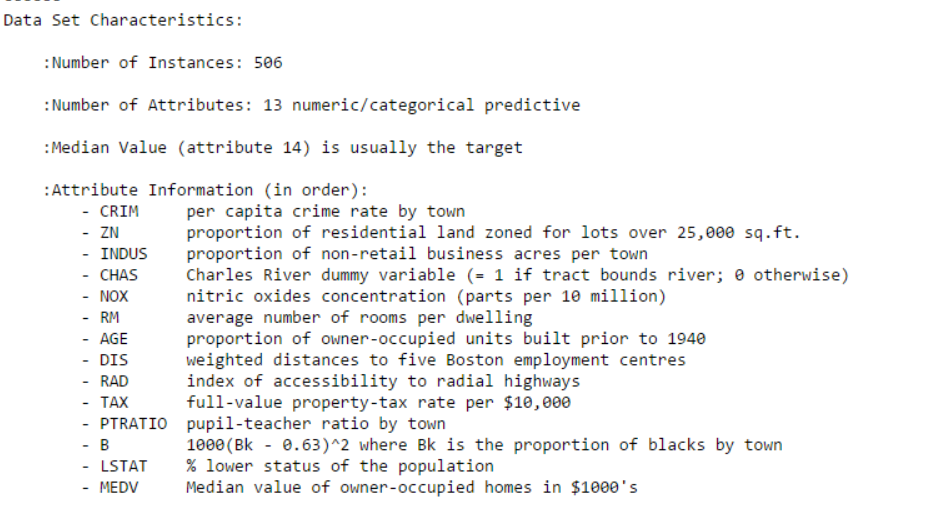 Data Set Characteristics:
:Number of Instances: 506
:Number of Attributes: 13 numeric/categorical predictive
:Median Value (attribute 14) is usually the target
:Attribute Information (in order):
- CRIM per capita crime rate by town
- ZN proportion of residential land zoned for lots over 25,000 sq.ft.
- INDUS proportion of non-retail business acres per town
- CHAS Charles River dummy variable (= 1 if tract bounds river; 0 otherwise)
- NOX nitric oxides concentration (parts per 10 million)
- RM average number of rooms per dwelling
- AGE proportion of owner-occupied units built prior to 1940
- DIS weighted distances to five Boston employment centres
- RAD index of accessibility to radial highways
- TAX full-value property-tax rate per $10,000
- PTRATIO pupil-teacher ratio by town
- B 1000(Bk - 0.63)^2 where Bk is the proportion of blacks by town
- LSTAT % lower status of the population
- MEDV Median value of owner-occupied homes in $1000's